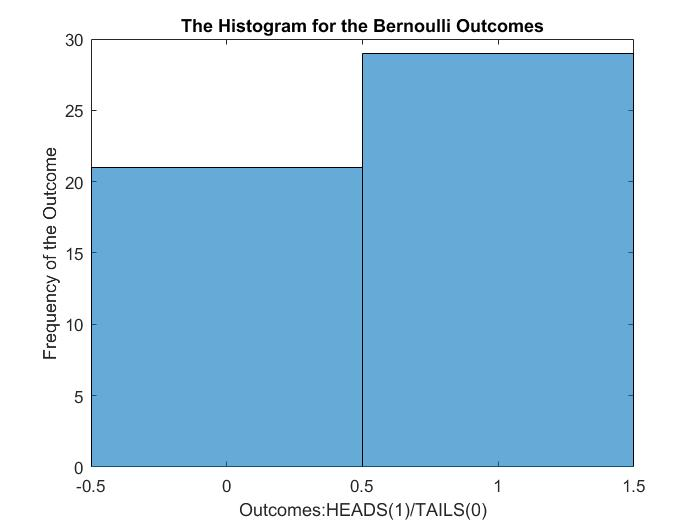 The Histogram for the Bernoulli Outcomes
30
25
20
15
10
5
0
Frequency of the Outcome
-0.5 0 0.5 1 1.5
Outcomes:HEADS(1)/TAILS(0)